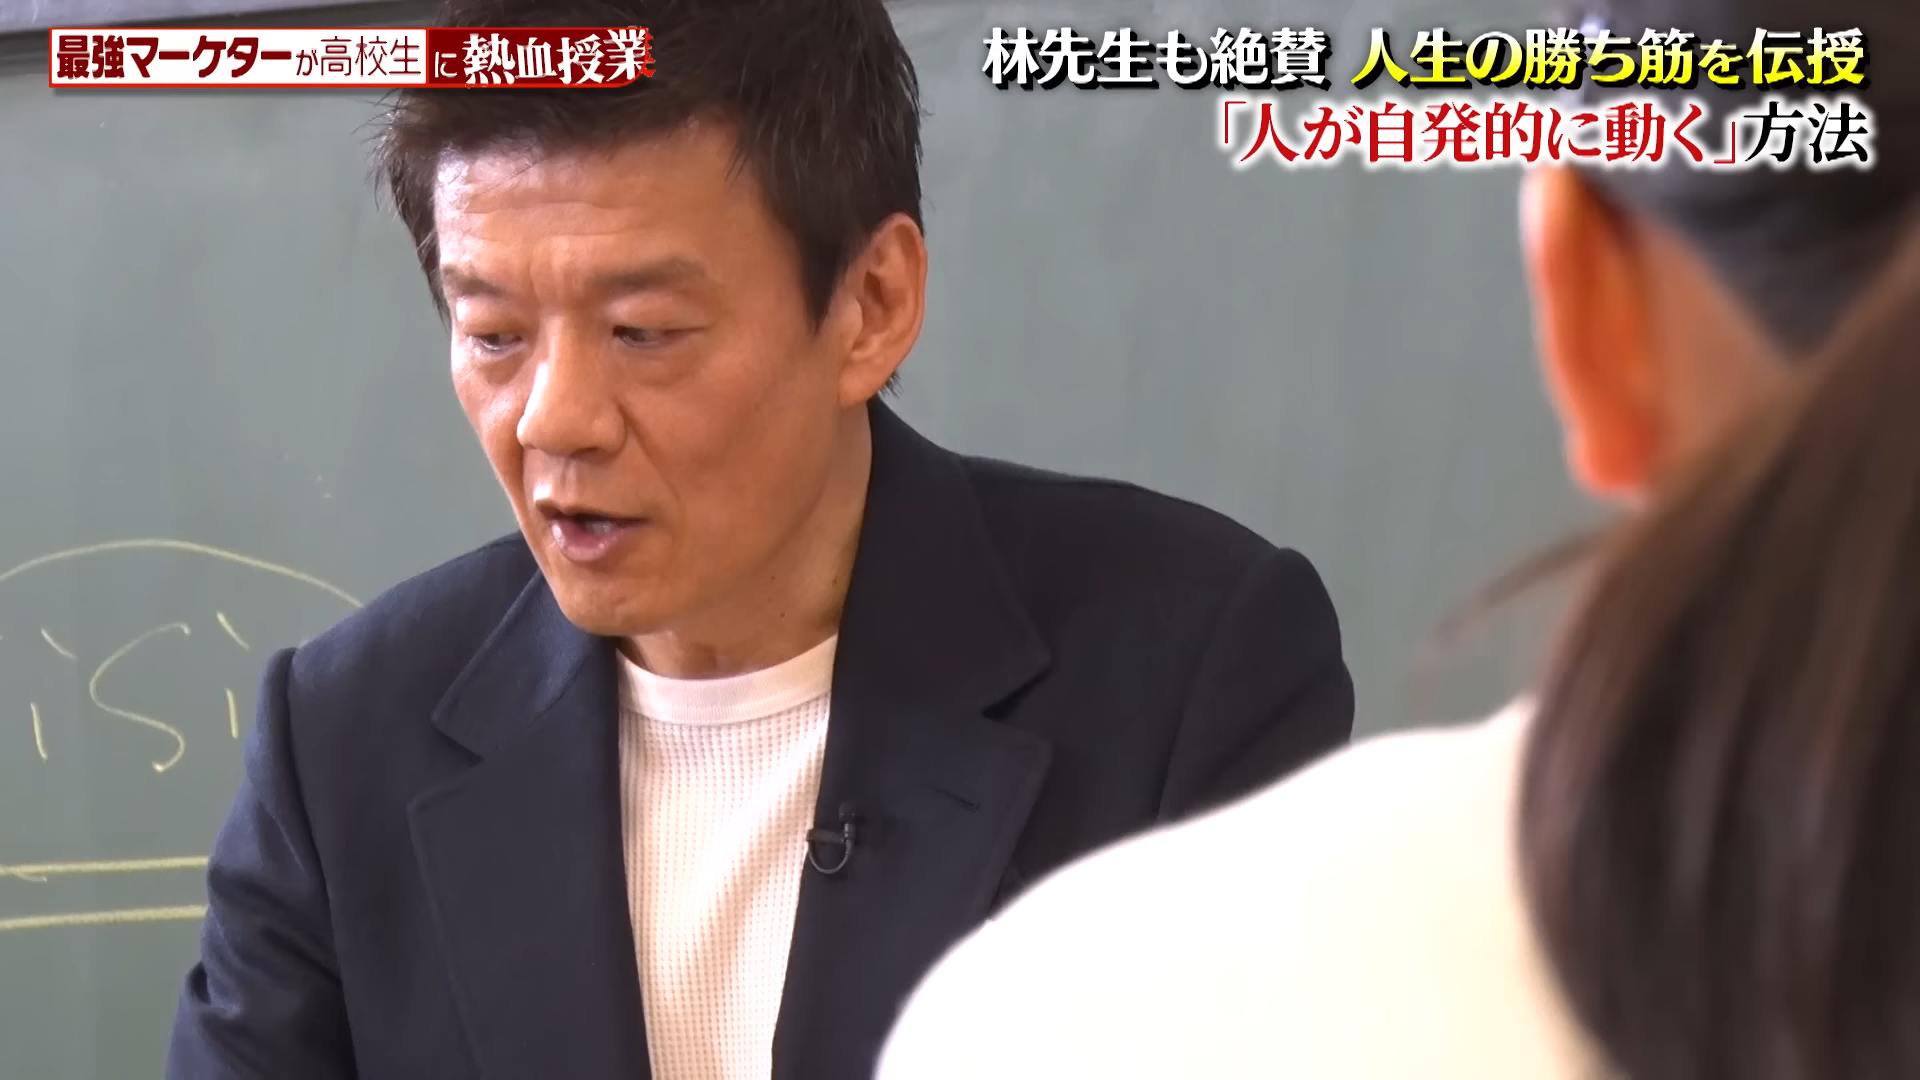 最強マーケターが高校生に熱血授業
林先生も絶賛 人生の勝ち筋を伝授
「人が自発的に動く」方法